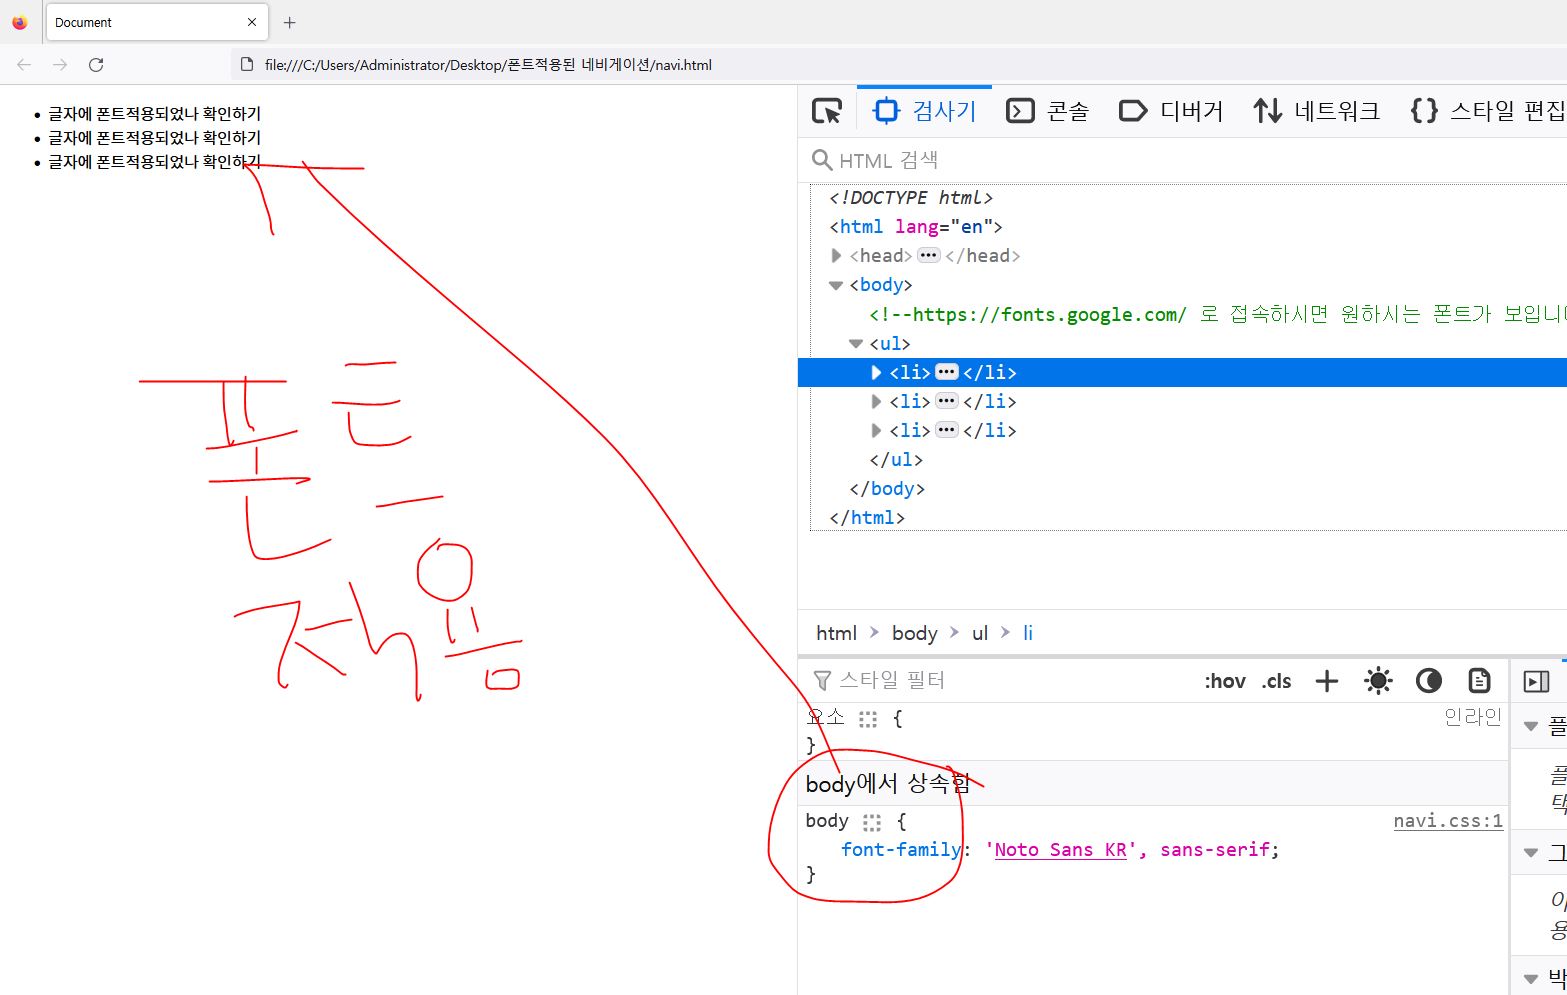 Document
file:///C:/Users/Administrator/Desktop/폰트적용된 네비게이션/navi.html
• 글자에 폰트적용되었나 확인하기
• 글자에 폰트적용되었나 확인하기
• 글자에 폰트적용되었나 확인하기
폰트
적용
검사기 콘솔 디버거 네트워크 {} 스타일 편집
HTML 검색
<!DOCTYPE html>
<html lang="en">
<head>•••</head>
<body>
<!--https://fonts.google.com/ 로 접속하시면 원하시는 폰트가 보입니
<ul>
<li>•••</li>
<li>•••</li>
<li>•••</li>
</ul>
</body>
</html>
html > body > ul > li
스타일 필터 :hov .cls +
요소 { 인라인
}
body에서 상속함
body { navi.css:1
font-family: 'Noto Sans KR', sans-serif;
}
플
플
탁
그
용
박